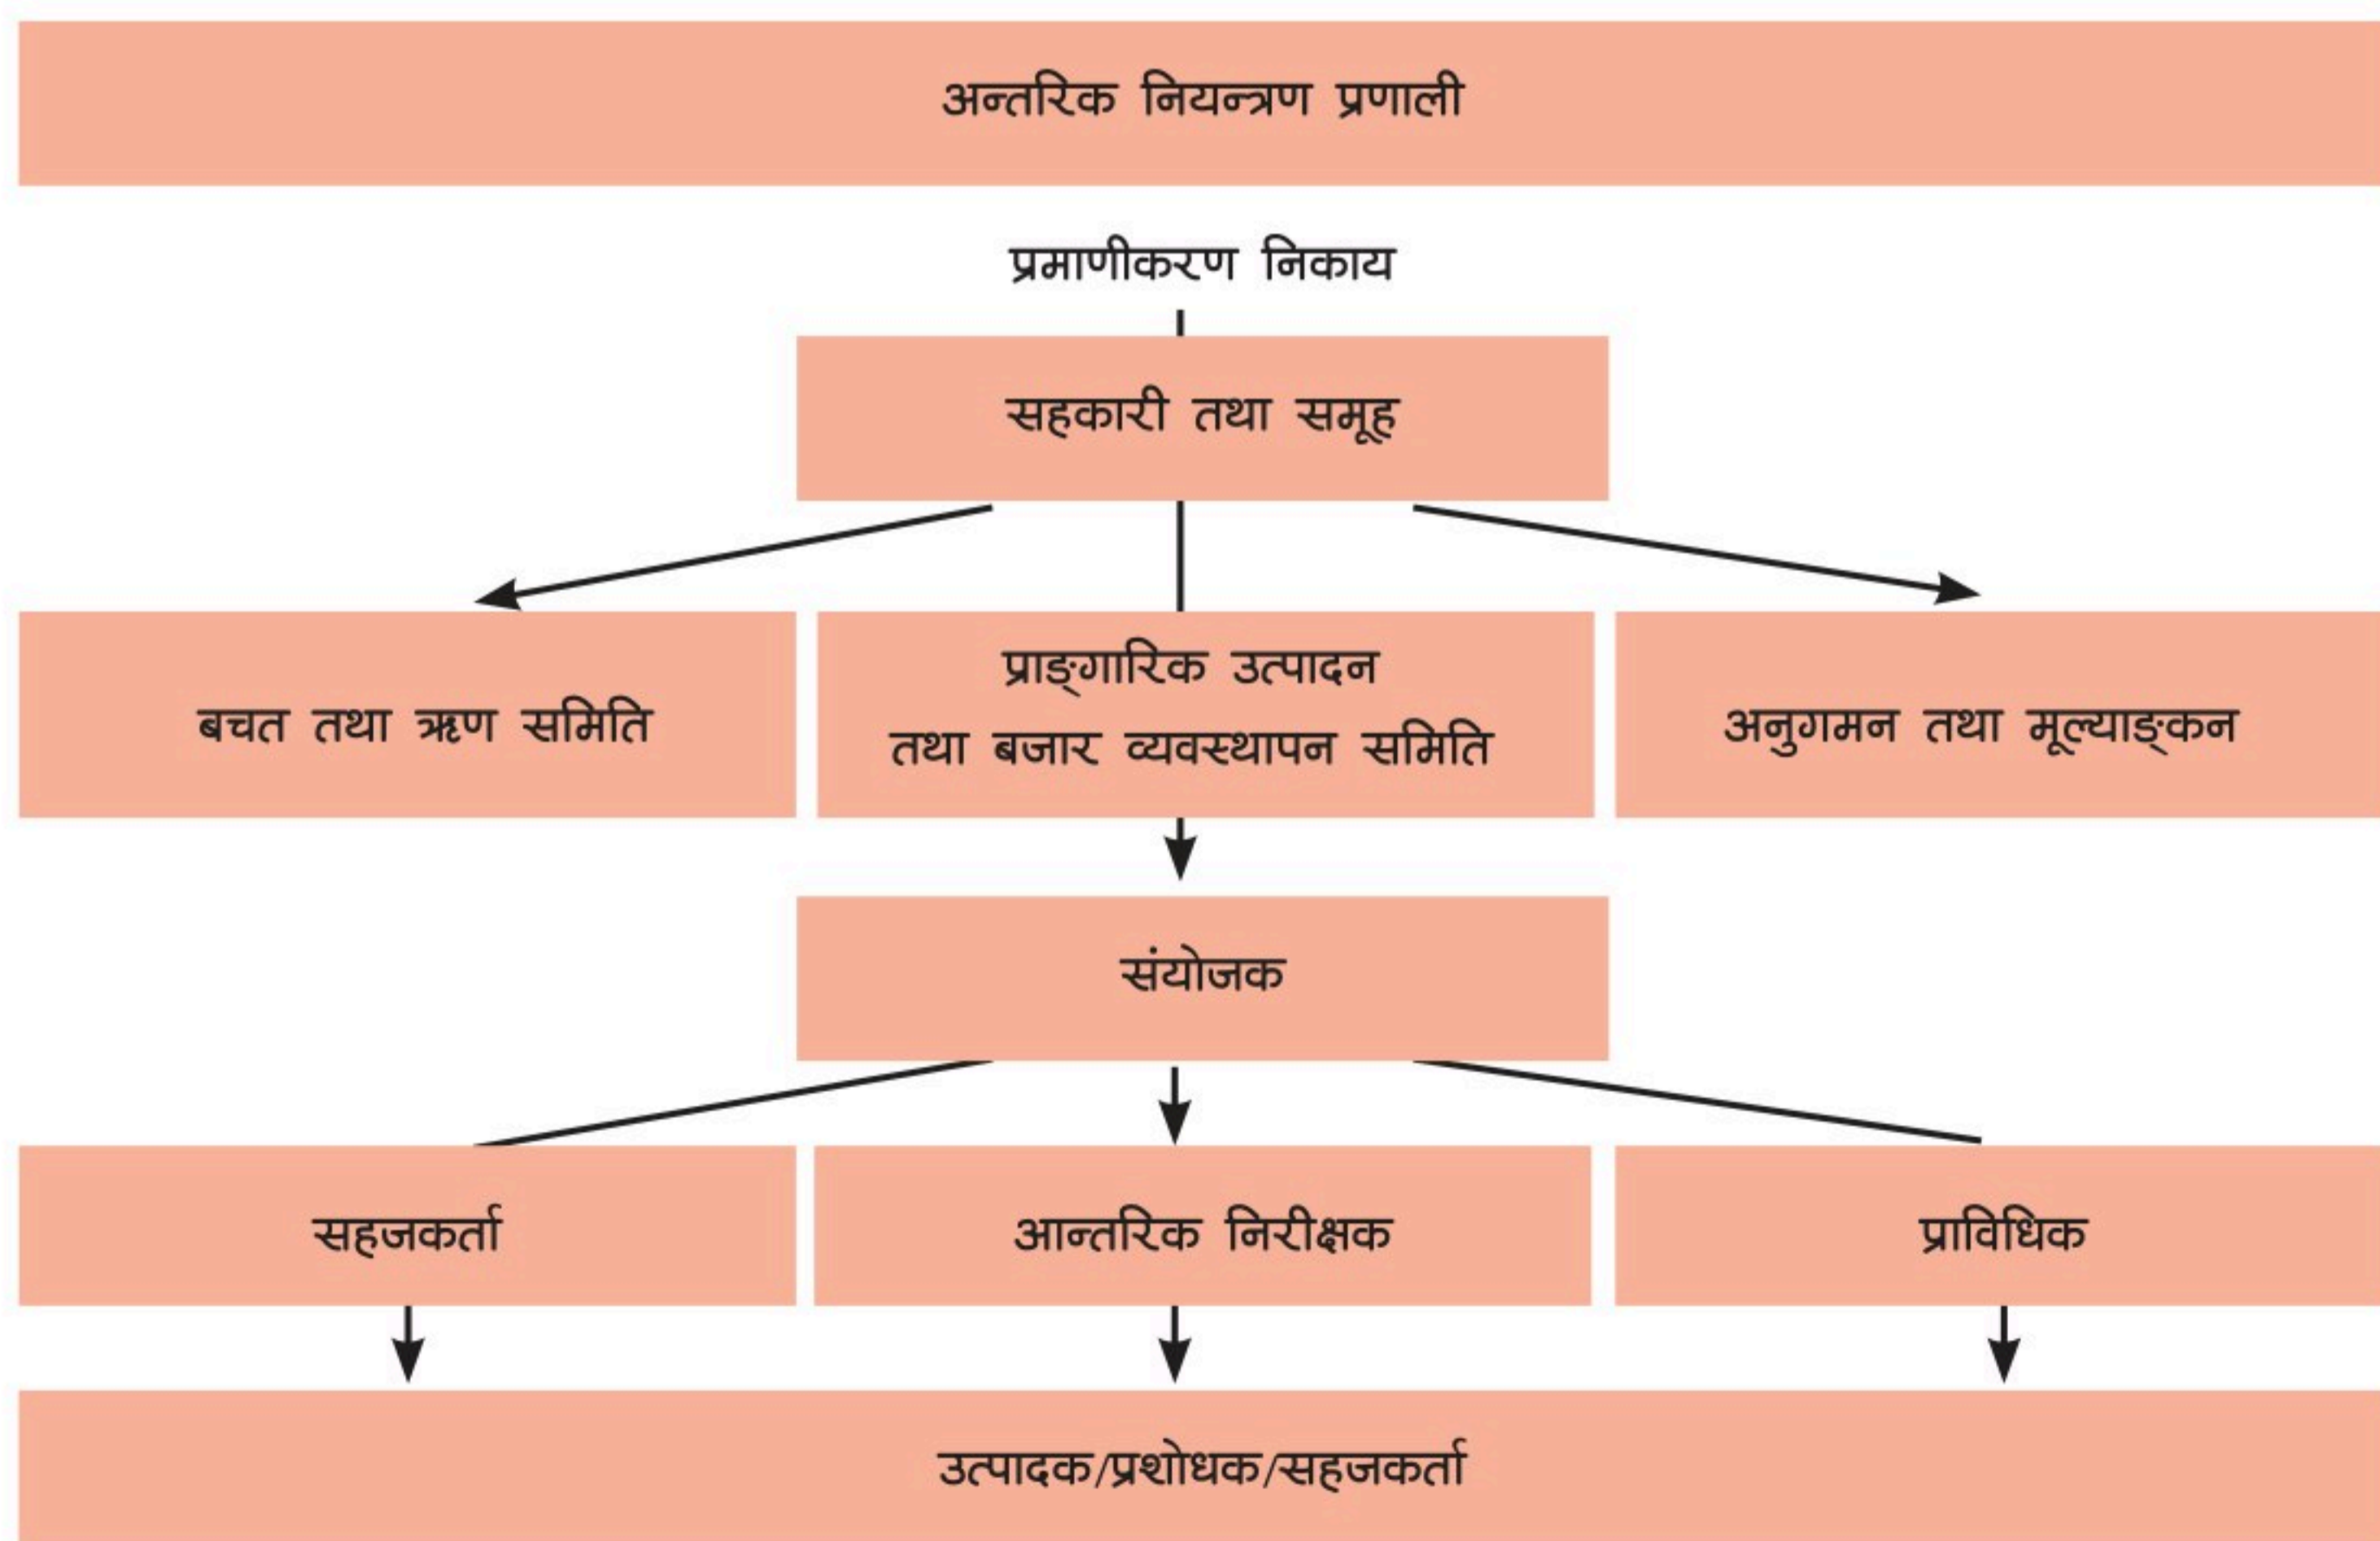 अन्तरिक नियन्त्रण प्रणाली
प्रमाणीकरण निकाय
सहकारी तथा समूह
बचत तथा ऋण समिति
प्राङ्गारिक उत्पादन
तथा बजार व्यवस्थापन समिति
अनुगमन तथा मूल्याङ्कन
संयोजक
सहजकर्ता
आन्तरिक निरीक्षक
प्राविधिक
उत्पादक/प्रशोधक/सहजकर्ता